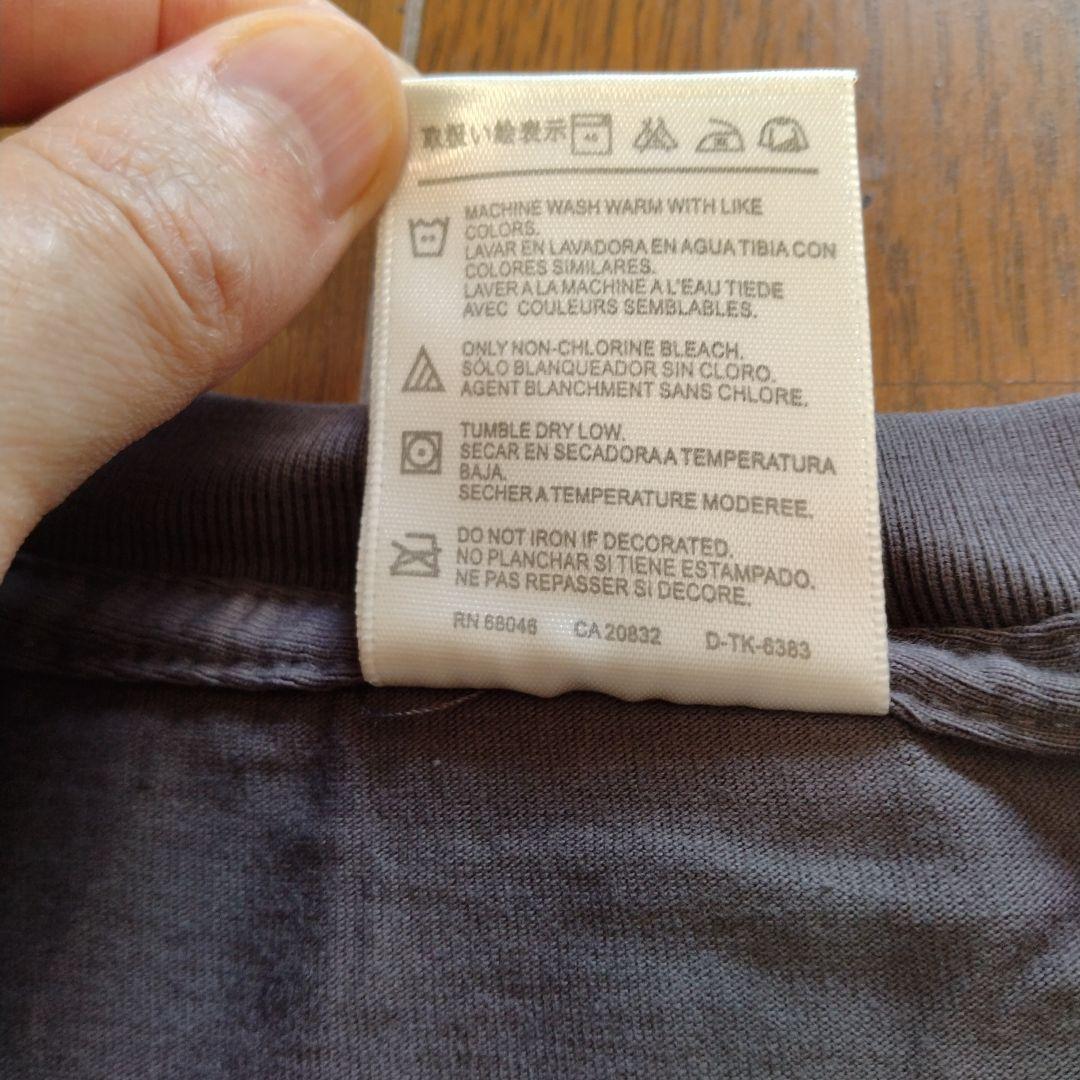 取扱い絵表示 40
MACHINE WASH WARM WITH LIKE
COLORS.
LAVAR EN LAVADORA EN AGUA TIBIA CON
COLORES SIMILARES.
LAVER A LA MACHINE A L'EAU TIEDE
AVEC COULEURS SEMBLABLES.
ONLY NON-CHLORINE BLEACH.
SÓLO BLANQUEADOR SIN CLORO.
AGENT BLANCHMENT SANS CHLORE.
TUMBLE DRY LOW.
SECAR EN SECADORA A TEMPERATURA
BAJA.
SECHER A TEMPERATURE MODEREE.
DO NOT IRON IF DECORATED.
NO PLANCHAR SI TIENE ESTAMPADO.
NE PAS REPASSER SI DECORE.
RN 68046 CA 20832 D-TK-6383